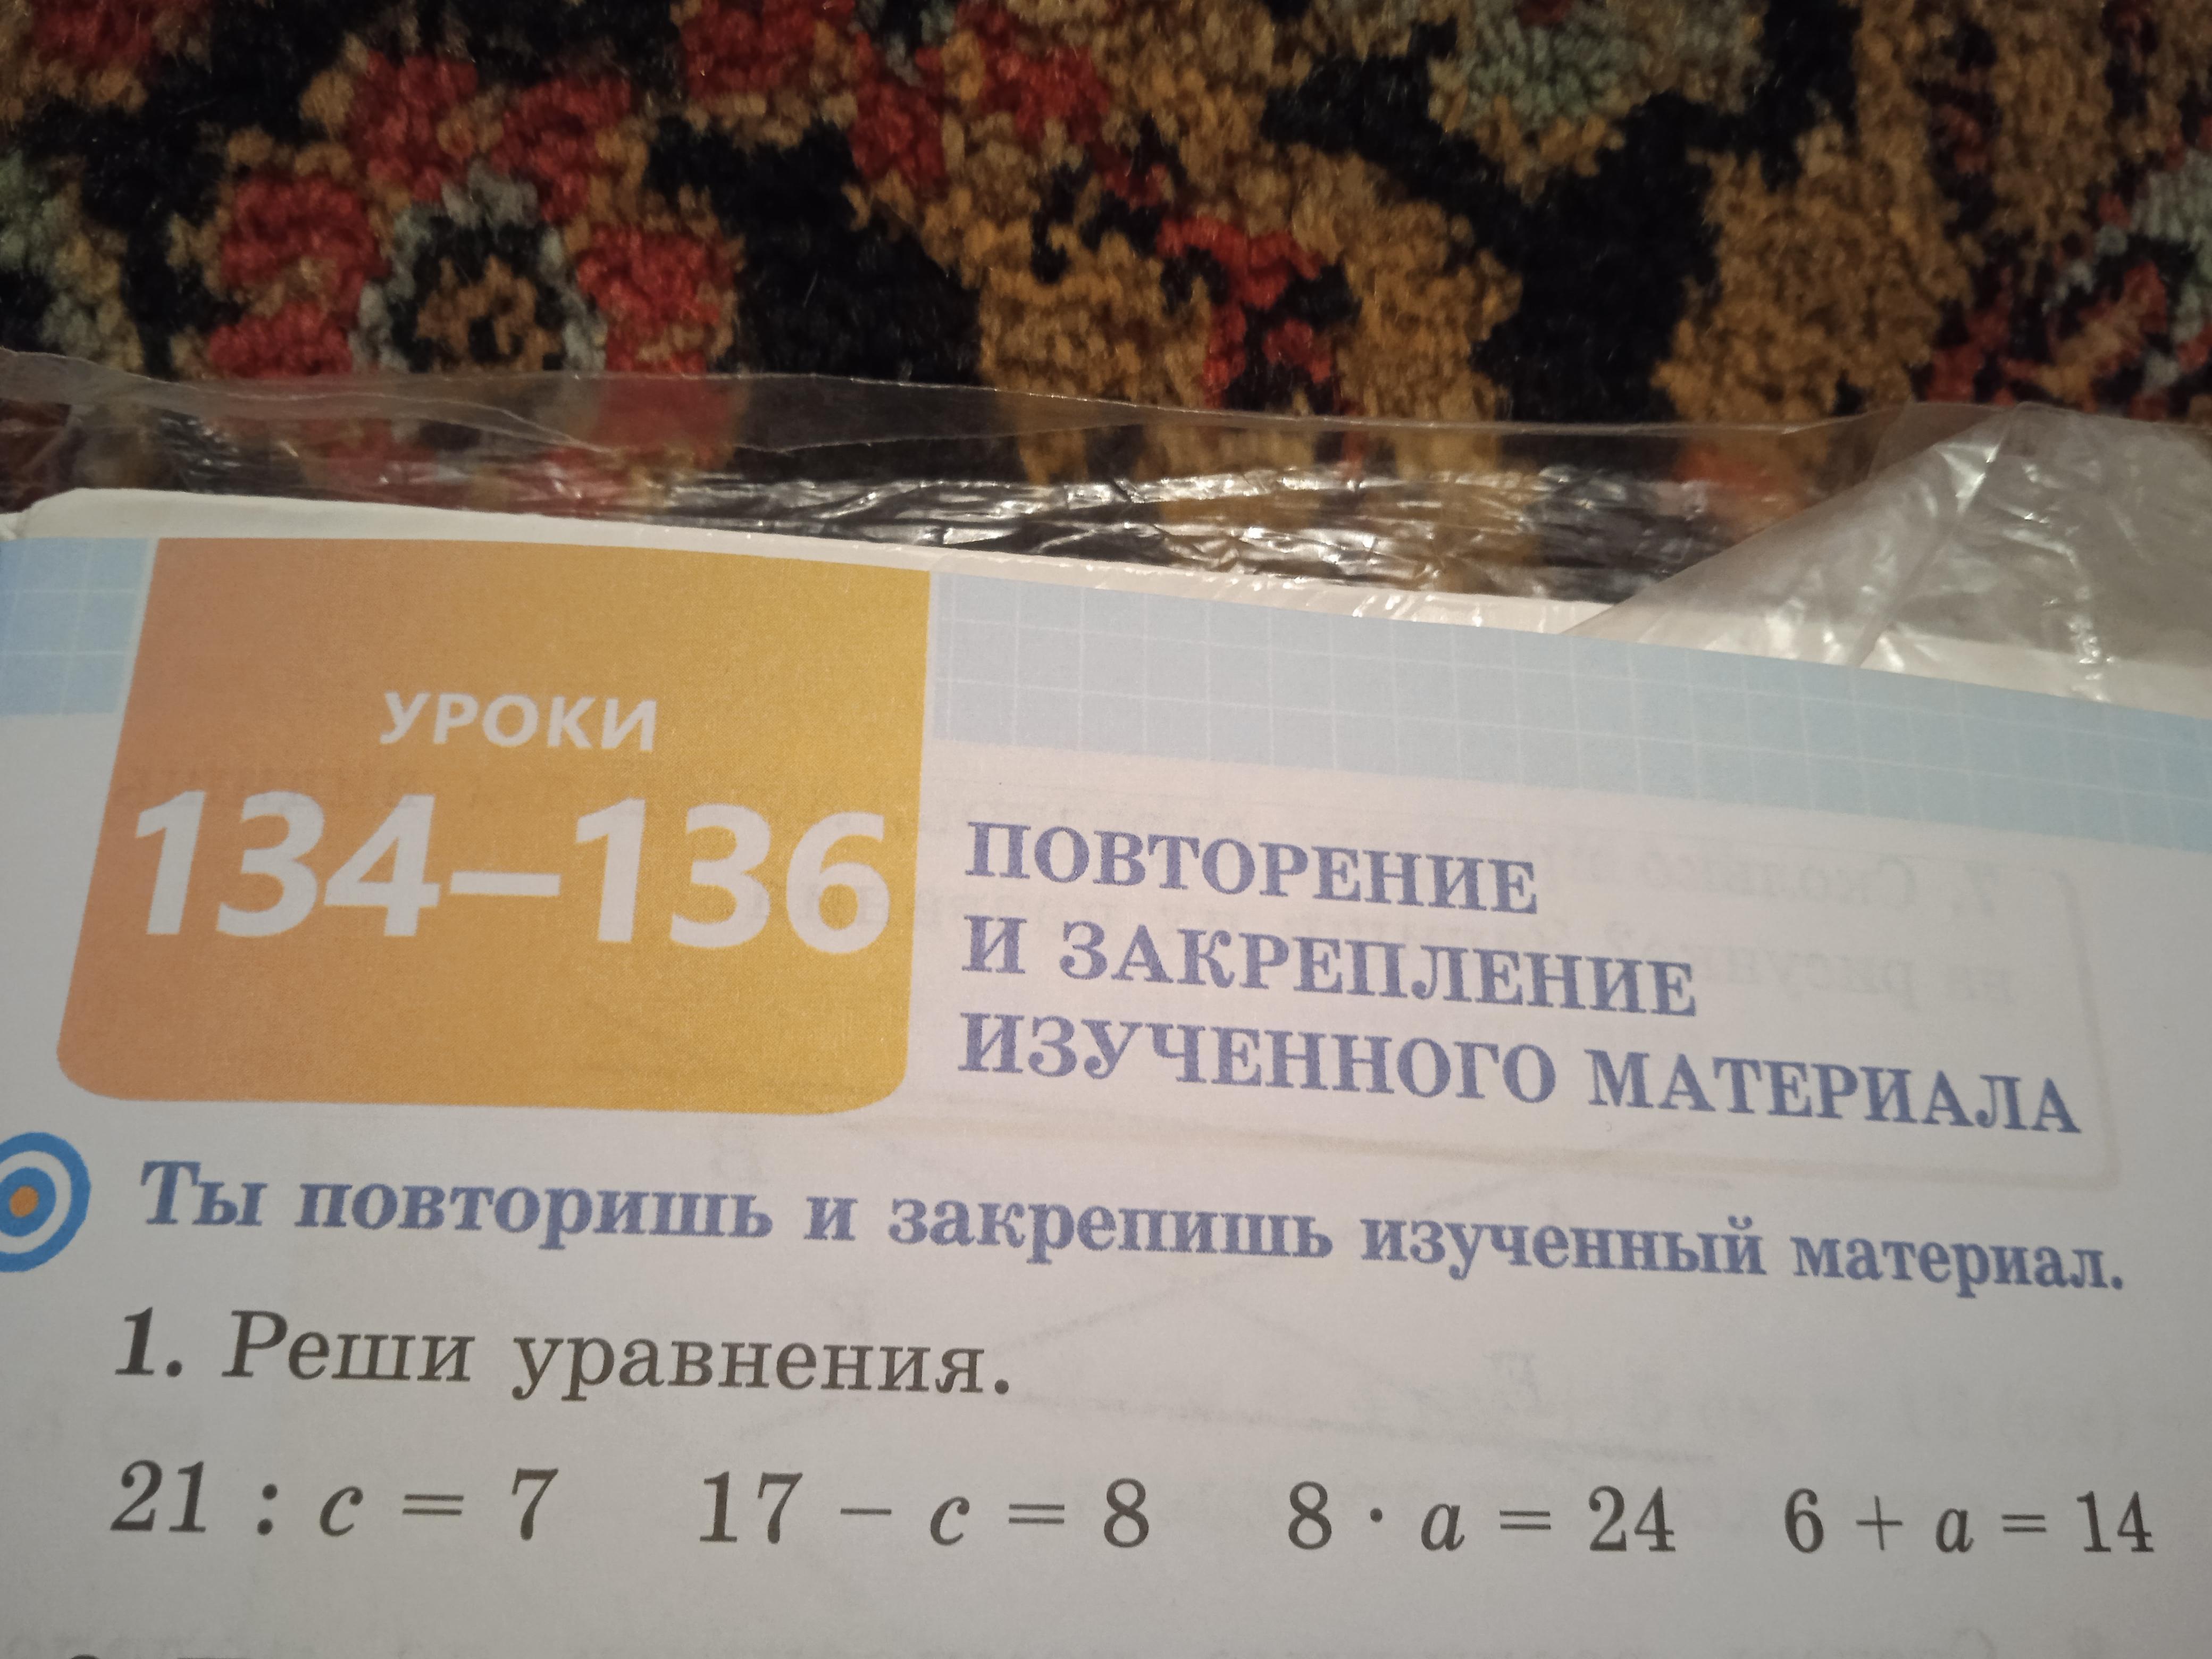 УРОКИ
134–136
ПОВТОРЕНИЕ
И ЗАКРЕПЛЕНИЕ
ИЗУЧЕННОГО МАТЕРИАЛА
Ты повторишь и закрепишь изученный материал.
1. Реши уравнения.
21 : c = 7 17 − c = 8 8 · a = 24 6 + a = 14